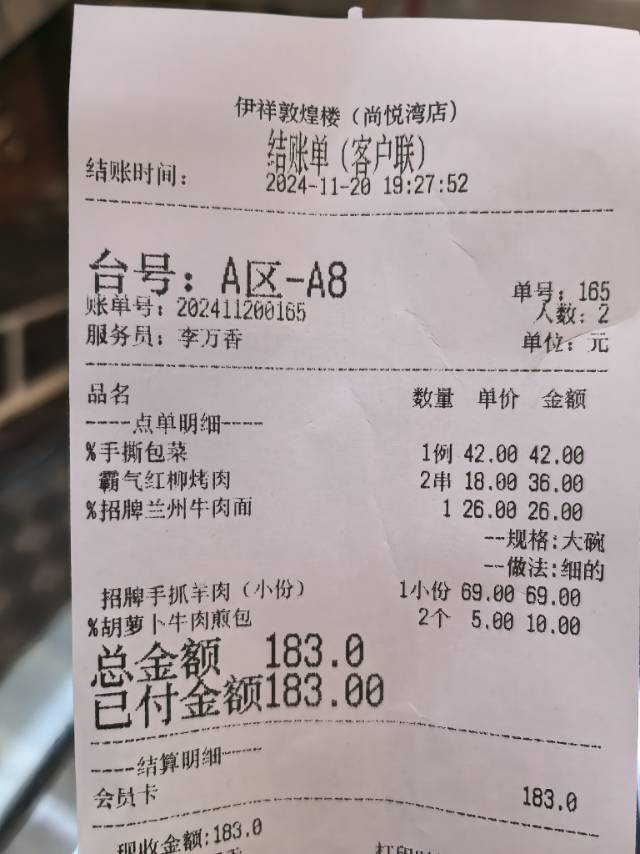 伊祥敦煌楼（尚悦湾店）
结账单（客户联）
结账时间： 2024-11-20 19:27:52
台号：A区-A8
单号：165
账单号：202411200165 人数：2
服务员：李万香 单位：元
品名 数量 单价 金额
----点单明细----
%手撕包菜 1例 42.00 42.00
霸气红柳烤肉 2串 18.00 36.00
%招牌兰州牛肉面 1 26.00 26.00
--规格:大碗
--做法:细的
招牌手抓羊肉（小份） 1小份 69.00 69.00
%胡萝卜牛肉煎包 2个 5.00 10.00
总金额 183.0
已付金额183.00
----结算明细----
会员卡 183.0
现收金额:183.0